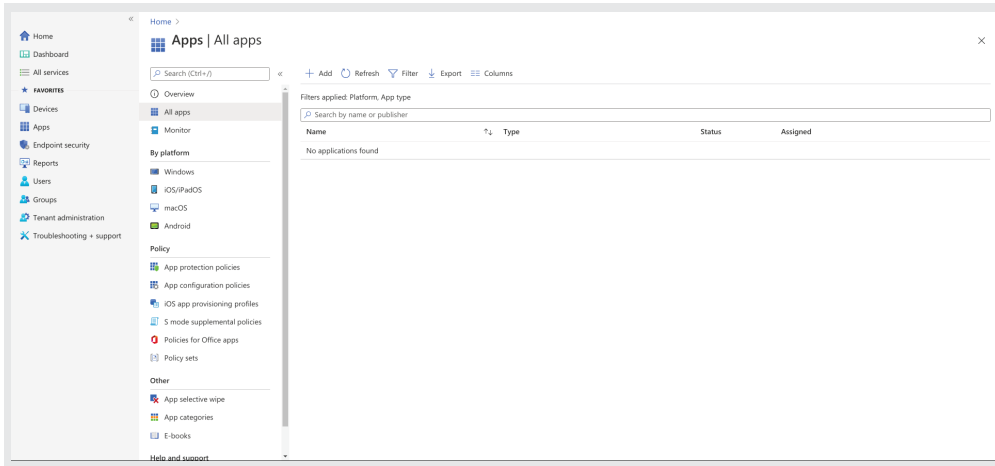 «
Home
Dashboard
All services
FAVORITES
Devices
Apps
Endpoint security
Reports
Users
Groups
Tenant administration
Troubleshooting + support
Home >
Apps | All apps
Search (Ctrl+/)
«
Overview
All apps
Monitor
By platform
Windows
iOS/iPadOS
macOS
Android
Policy
App protection policies
App configuration policies
iOS app provisioning profiles
S mode supplemental policies
Policies for Office apps
Policy sets
Other
App selective wipe
App categories
E-books
Help and support
Add Refresh Filter Export Columns
Filters applied: Platform, App type
Search by name or publisher
Name Type Status Assigned
No applications found